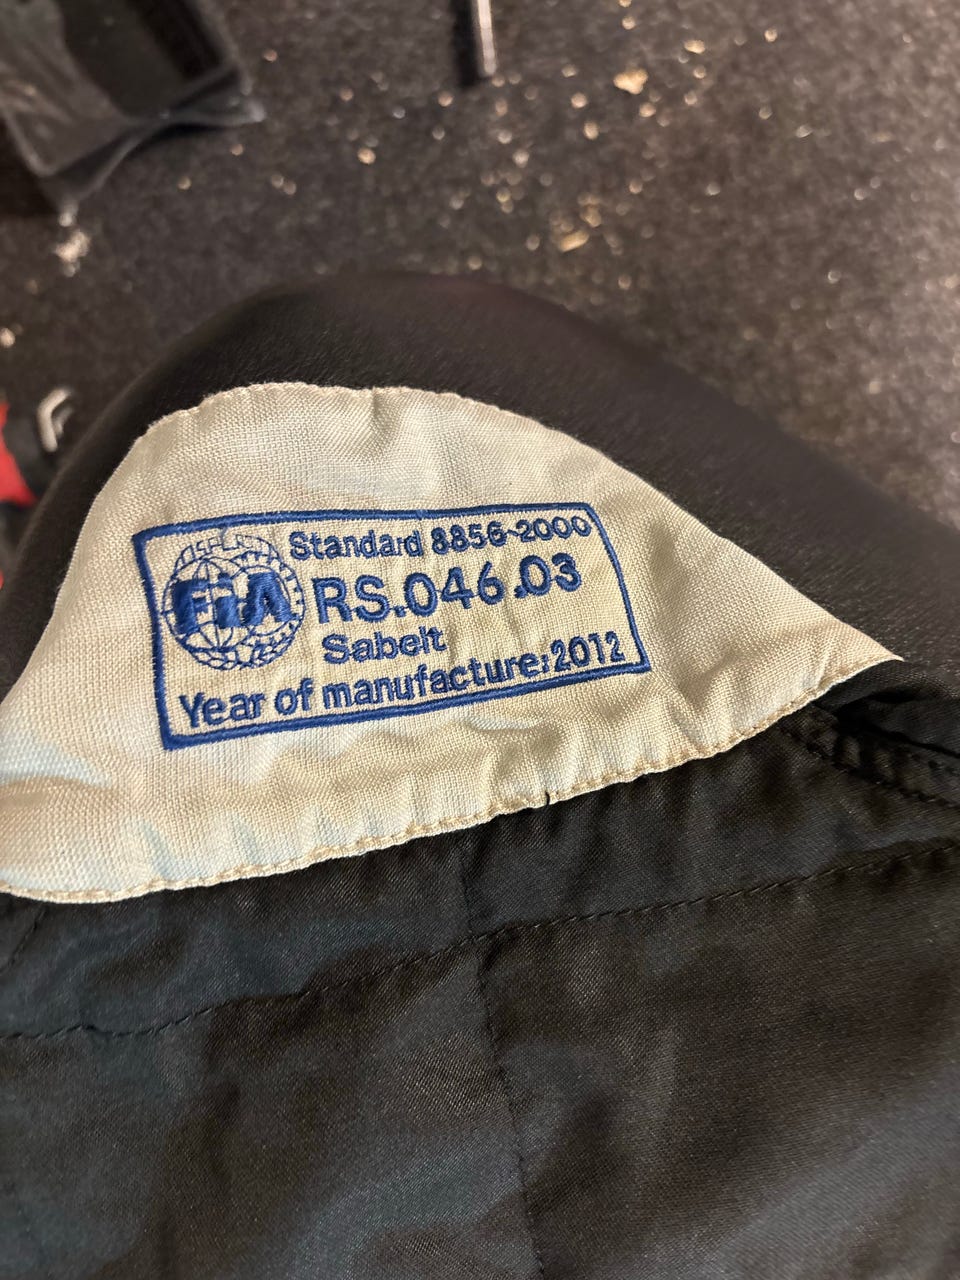 FiA
Standard 8856-2000
RS.046.03
Sabelt
Year of manufacture:2012